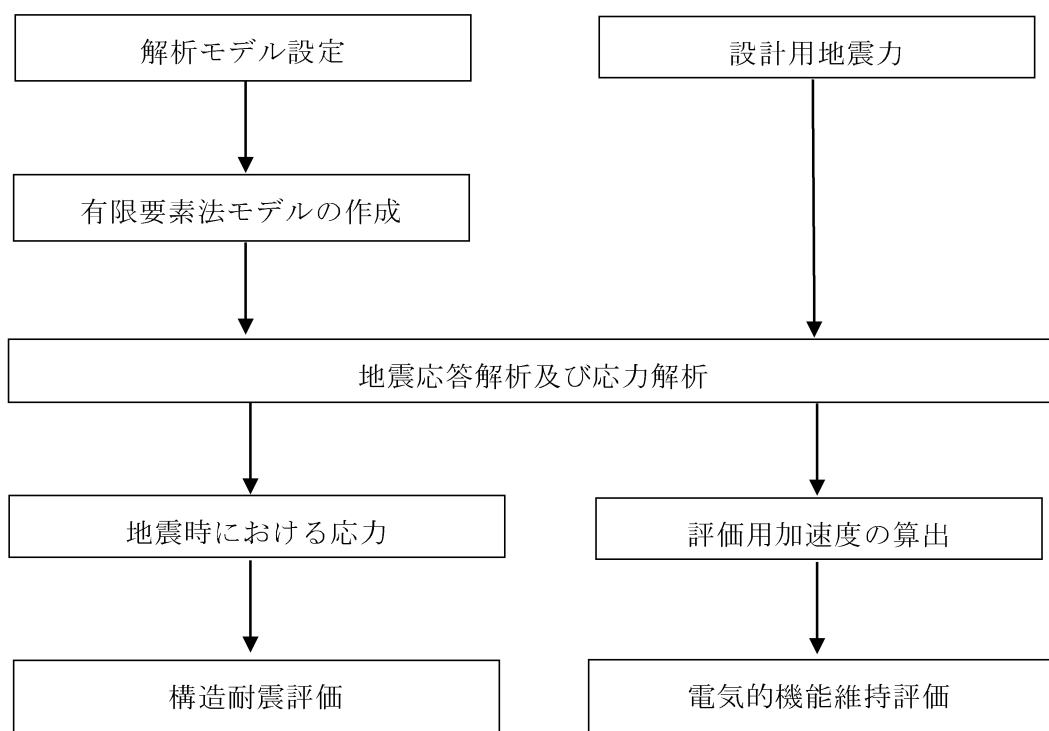 解析モデル設定
設計用地震力
有限要素法モデルの作成
地震応答解析及び応力解析
地震時における応力
評価用加速度の算出
構造耐震評価
電気的機能維持評価